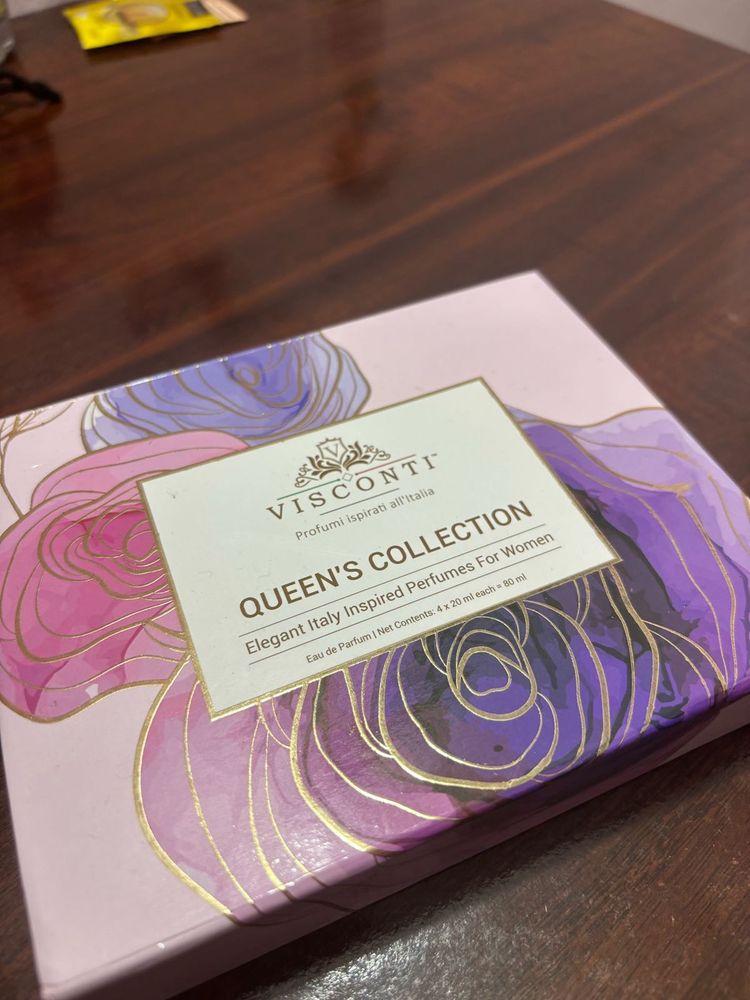 V
VISCONTI™
Profumi ispirati all'Italia
QUEEN'S COLLECTION
Elegant Italy Inspired Perfumes For Women
Eau de Parfum | Net Contents: 4 x 20 ml each = 80 ml